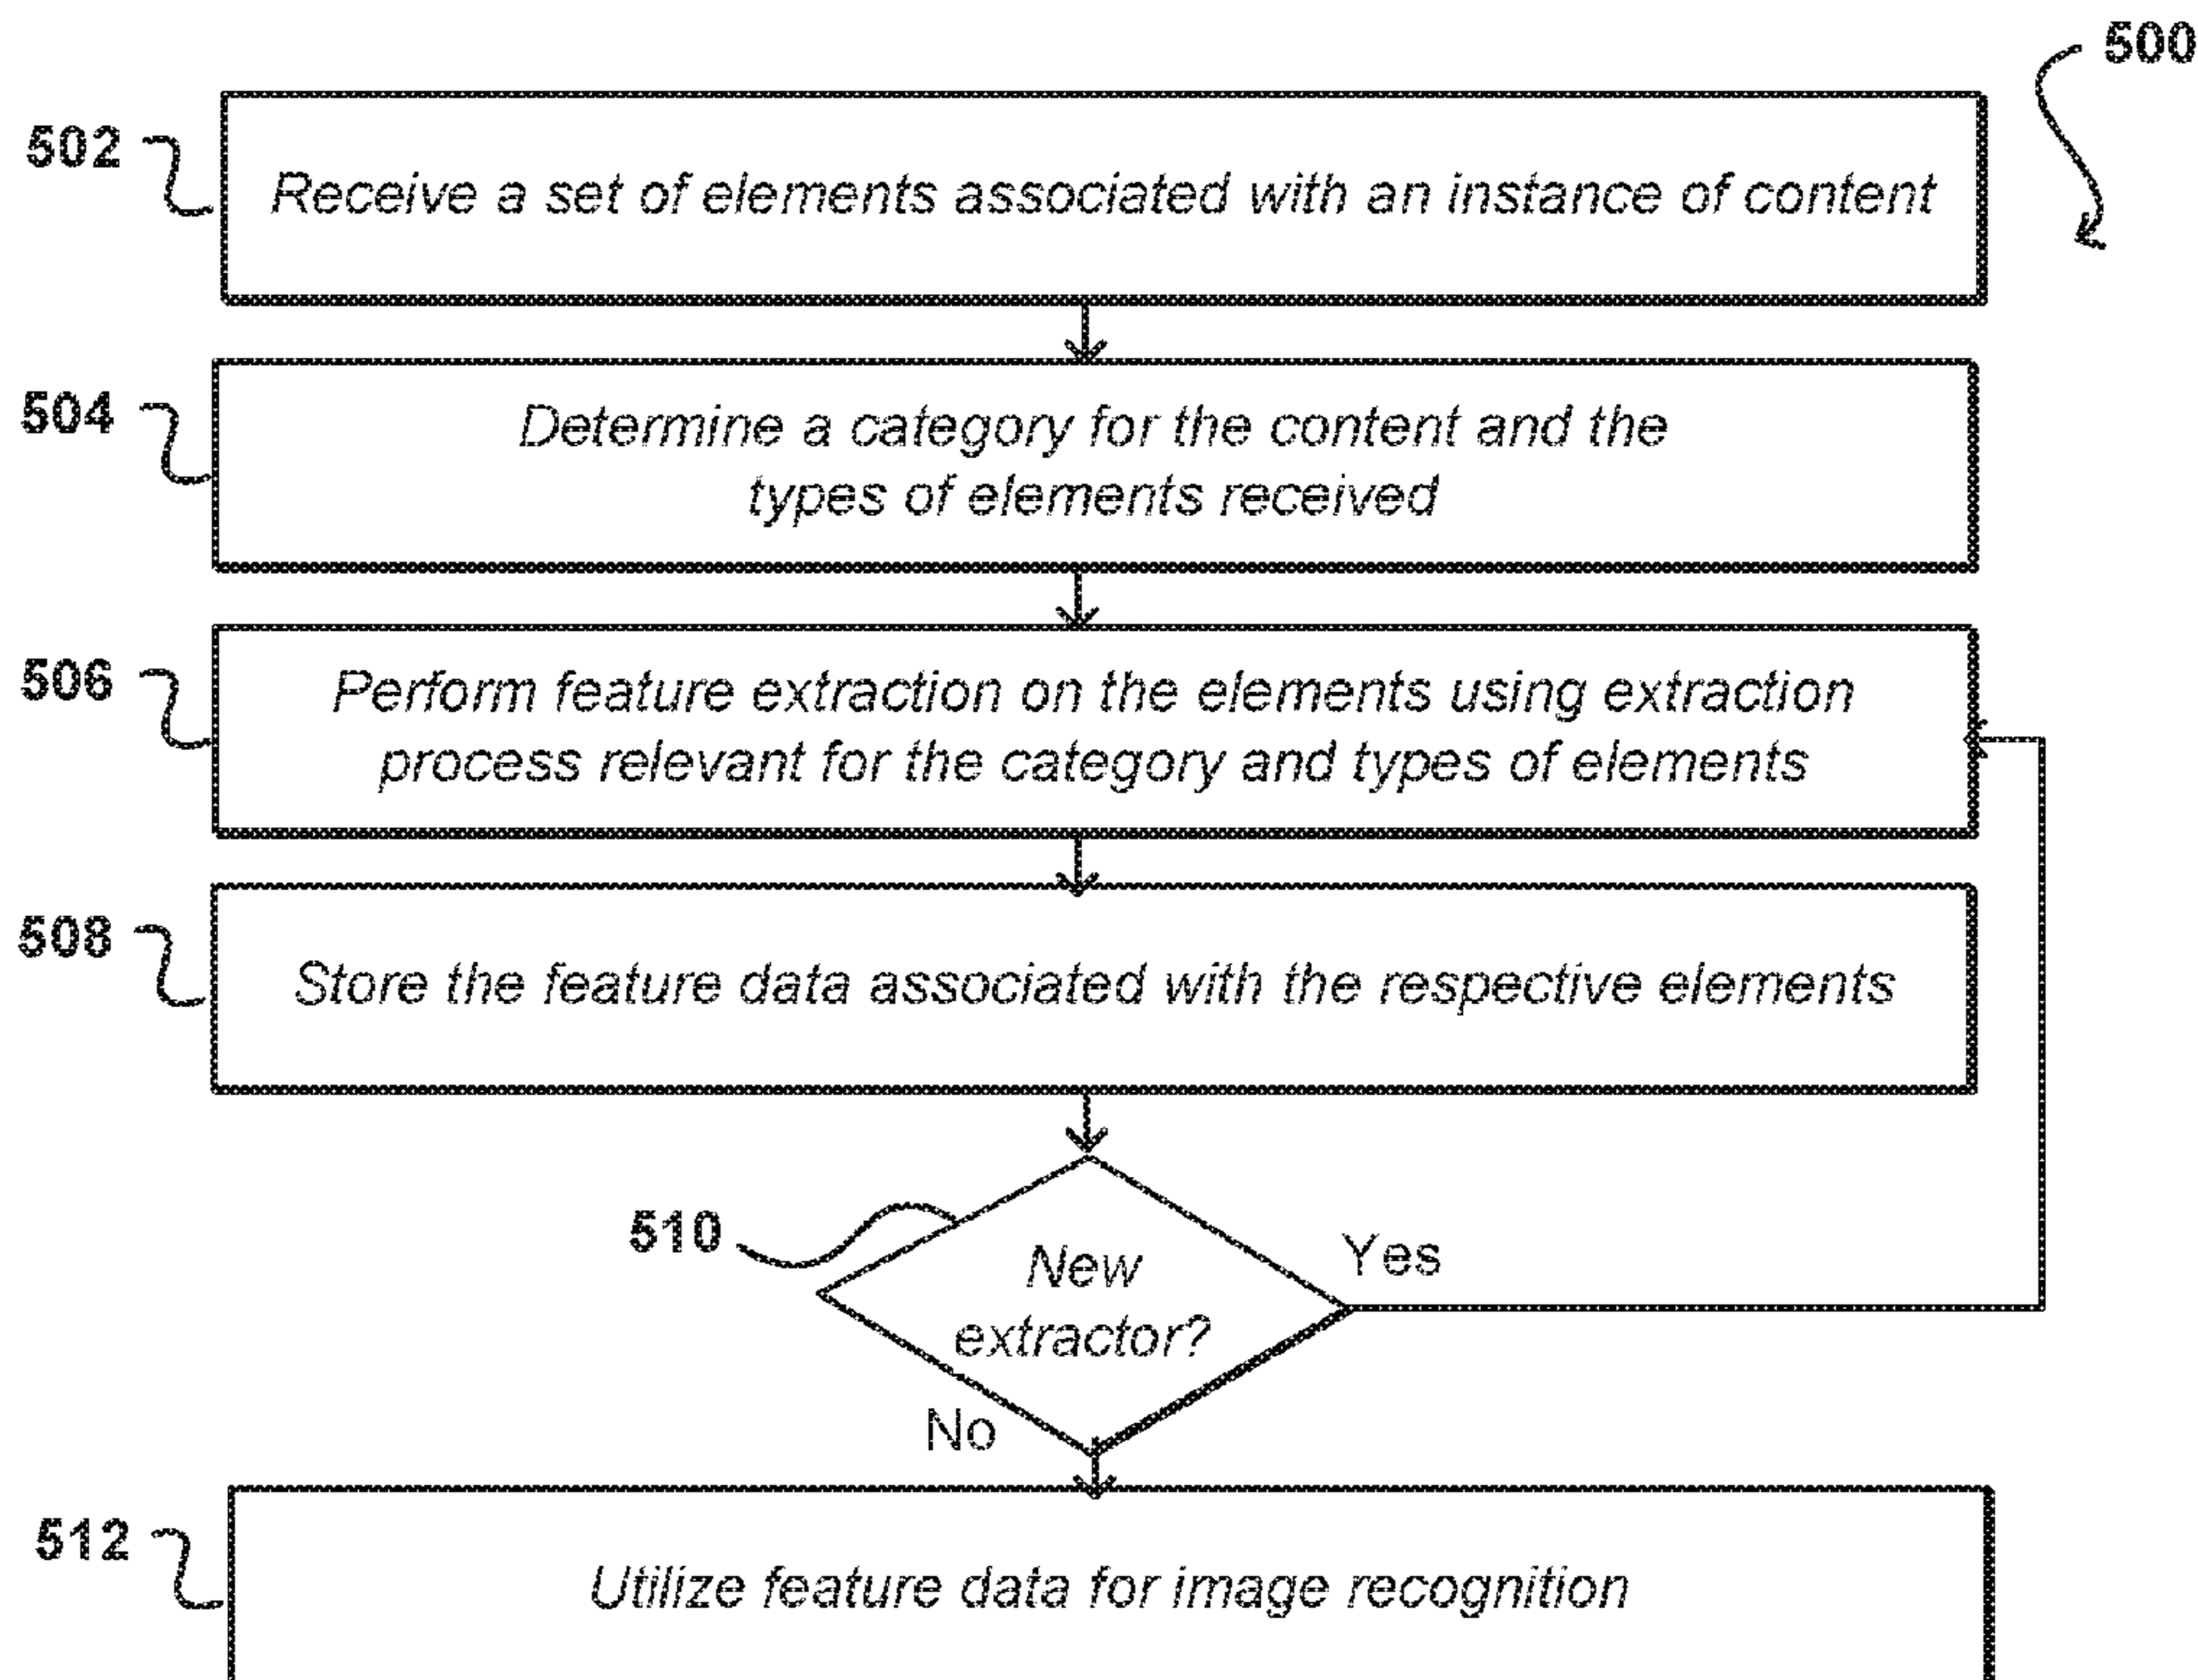 500
502
Receive a set of elements associated with an instance of content
504
Determine a category for the content and the
types of elements received
506
Perform feature extraction on the elements using extraction
process relevant for the category and types of elements
508
Store the feature data associated with the respective elements
510
New
extractor?
Yes
No
512
Utilize feature data for image recognition